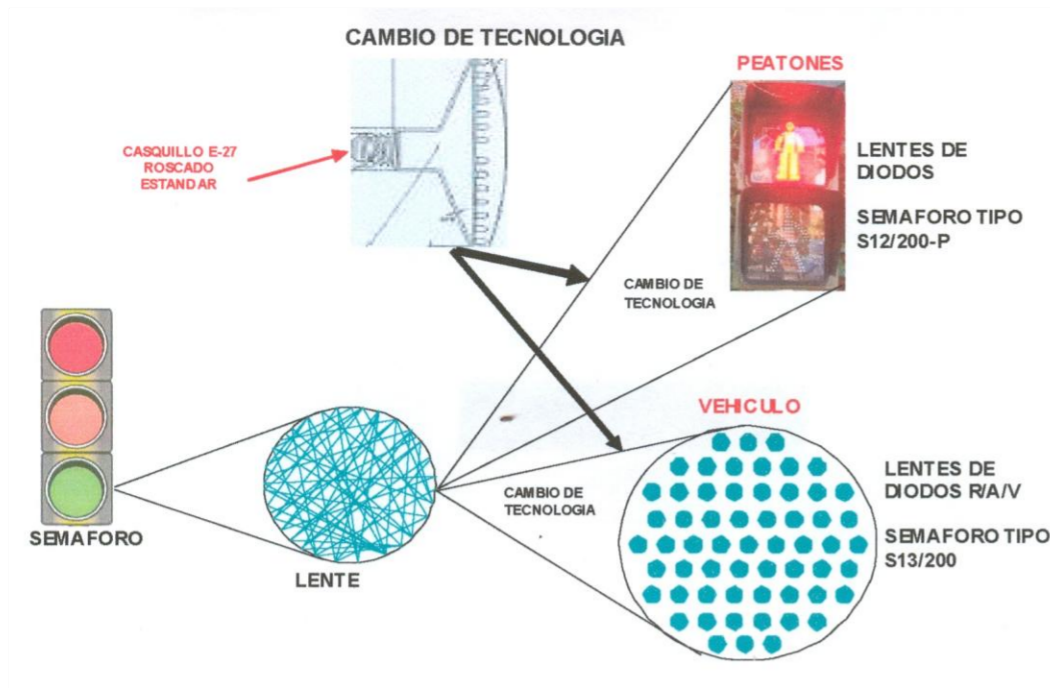 CAMBIO DE TECNOLOGIA
PEATONES
CASQUILLO E-27
ROSCADO
ESTANDAR
LENTES DE
DIODOS
SEMAFORO TIPO
S12/200-P
CAMBIO DE
TECNOLOGIA
VEHICULO
LENTES DE
DIODOS R/A/V
CAMBIO DE
TECNOLOGIA
SEMAFORO TIPO
S13/200
SEMAFORO
LENTE